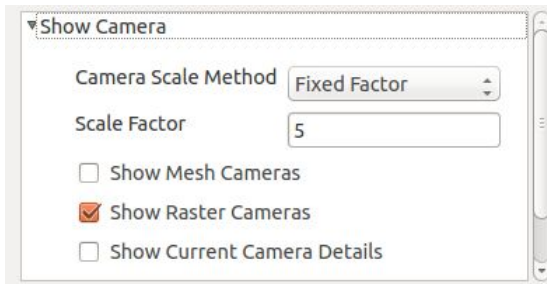 Show Camera
Camera Scale Method Fixed Factor
Scale Factor 5
Show Mesh Cameras
Show Raster Cameras
Show Current Camera Details